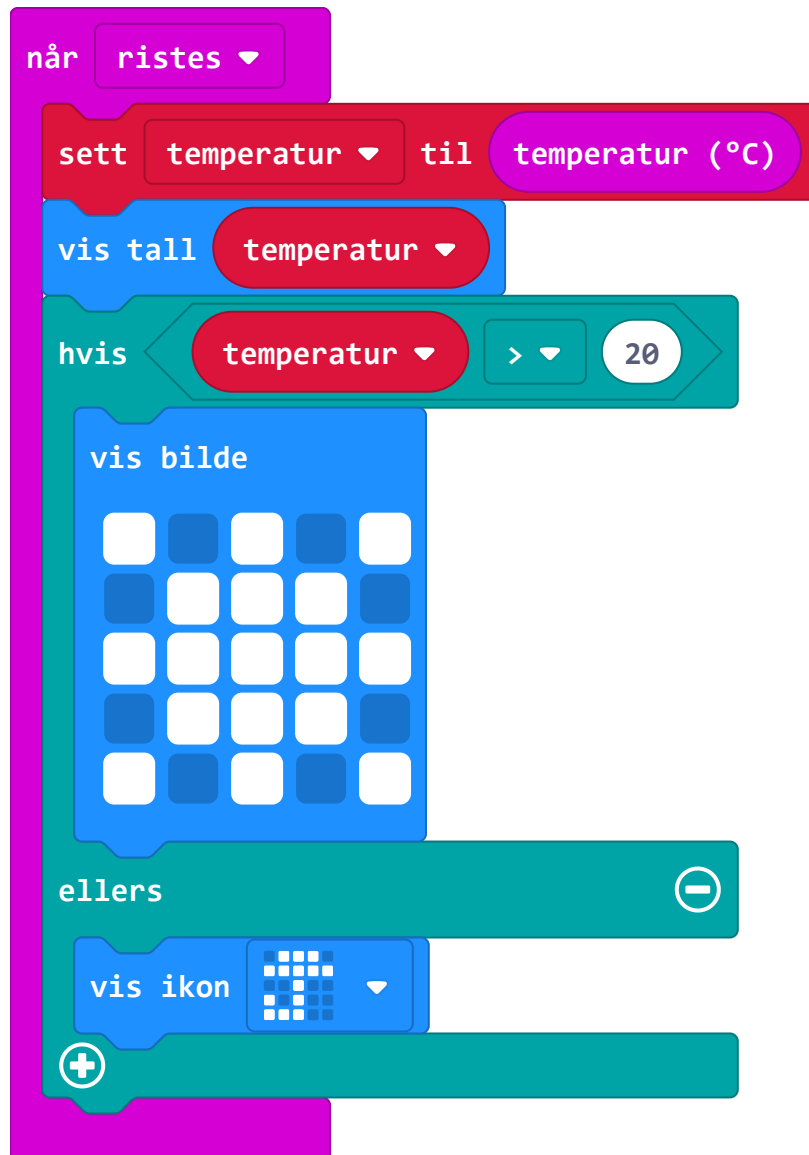 når ristes
sett temperatur til temperatur (°C)
vis tall temperatur
hvis temperatur > 20
vis bilde
ellers
vis ikon